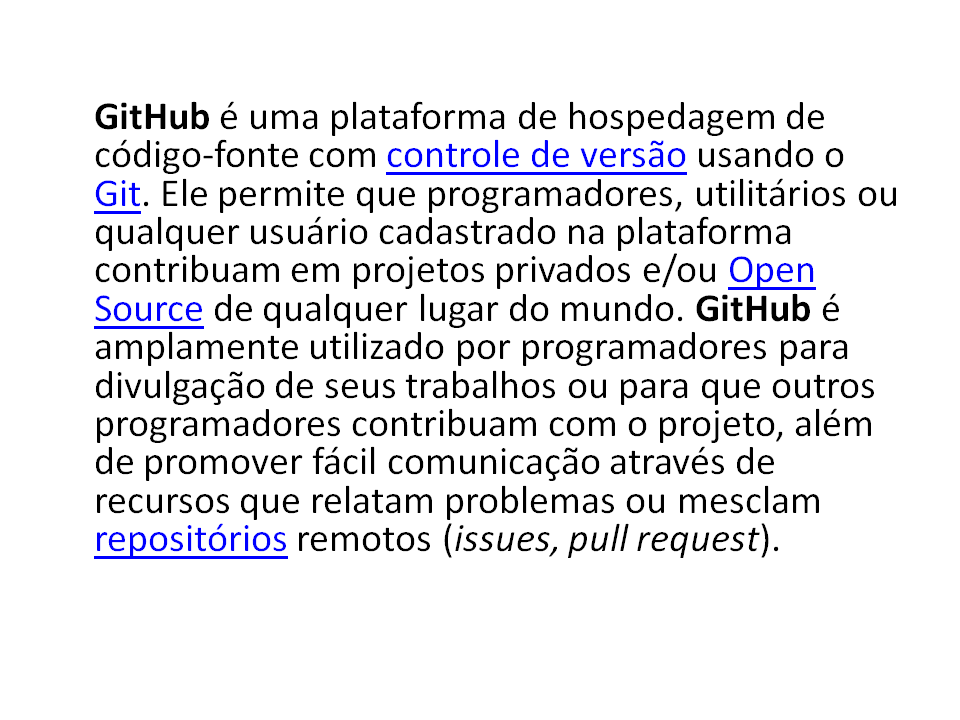 GitHub é uma plataforma de hospedagem de
código-fonte com controle de versão usando o
Git. Ele permite que programadores, utilitários ou
qualquer usuário cadastrado na plataforma
contribuam em projetos privados e/ou Open
Source de qualquer lugar do mundo. GitHub é
amplamente utilizado por programadores para
divulgação de seus trabalhos ou para que outros
programadores contribuam com o projeto, além
de promover fácil comunicação através de
recursos que relatam problemas ou mesclam
repositórios remotos (issues, pull request).